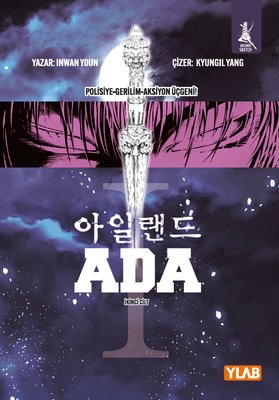 YAZAR: INWAN YOUN
ÇİZER: KYUNGIL YANG
POLİSİYE-GERİLİM-AKSİYON ÜÇGENİ!
아일랜드
ADA
İKİNCİ CİLT
YLAB